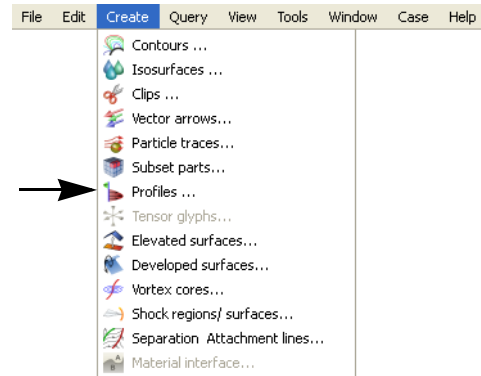 File Edit Create Query View Tools Window Case Help
Contours ...
Isosurfaces ...
Clips ...
Vector arrows...
Particle traces...
Subset parts...
Profiles ...
Tensor glyphs...
Elevated surfaces...
Developed surfaces...
Vortex cores...
Shock regions/ surfaces...
Separation Attachment lines...
Material interface...